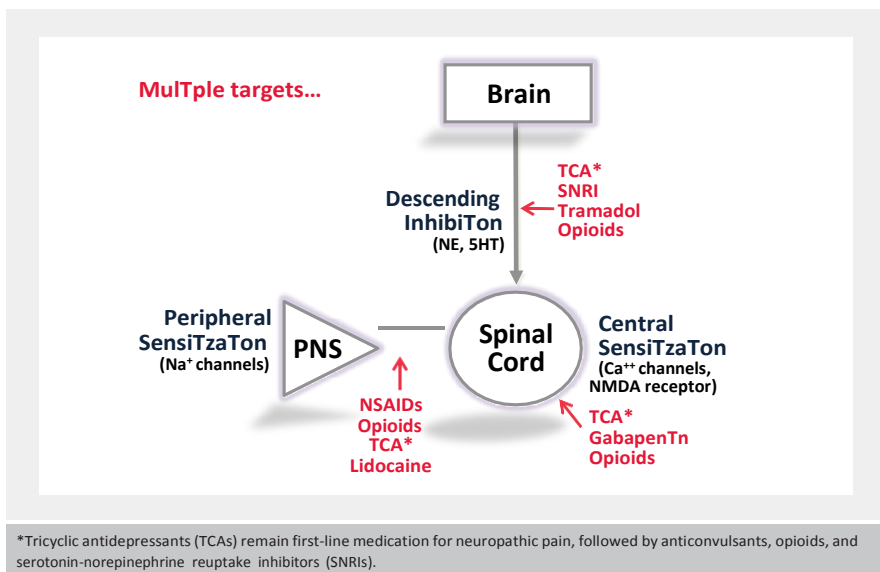 MulTple targets...
Brain
TCA*
SNRI
Tramadol
Opioids
Descending
InhibiTon
(NE, 5HT)
Peripheral
SensiTzaTon
(Na⁺ channels)
PNS
Spinal
Cord
Central
SensiTzaTon
(Ca⁺⁺ channels,
NMDA receptor)
NSAIDs
Opioids
TCA*
Lidocaine
TCA*
GabapenTn
Opioids
*Tricyclic antidepressants (TCAs) remain first-line medication for neuropathic pain, followed by anticonvulsants, opioids, and
serotonin-norepinephrine reuptake inhibitors (SNRIs).